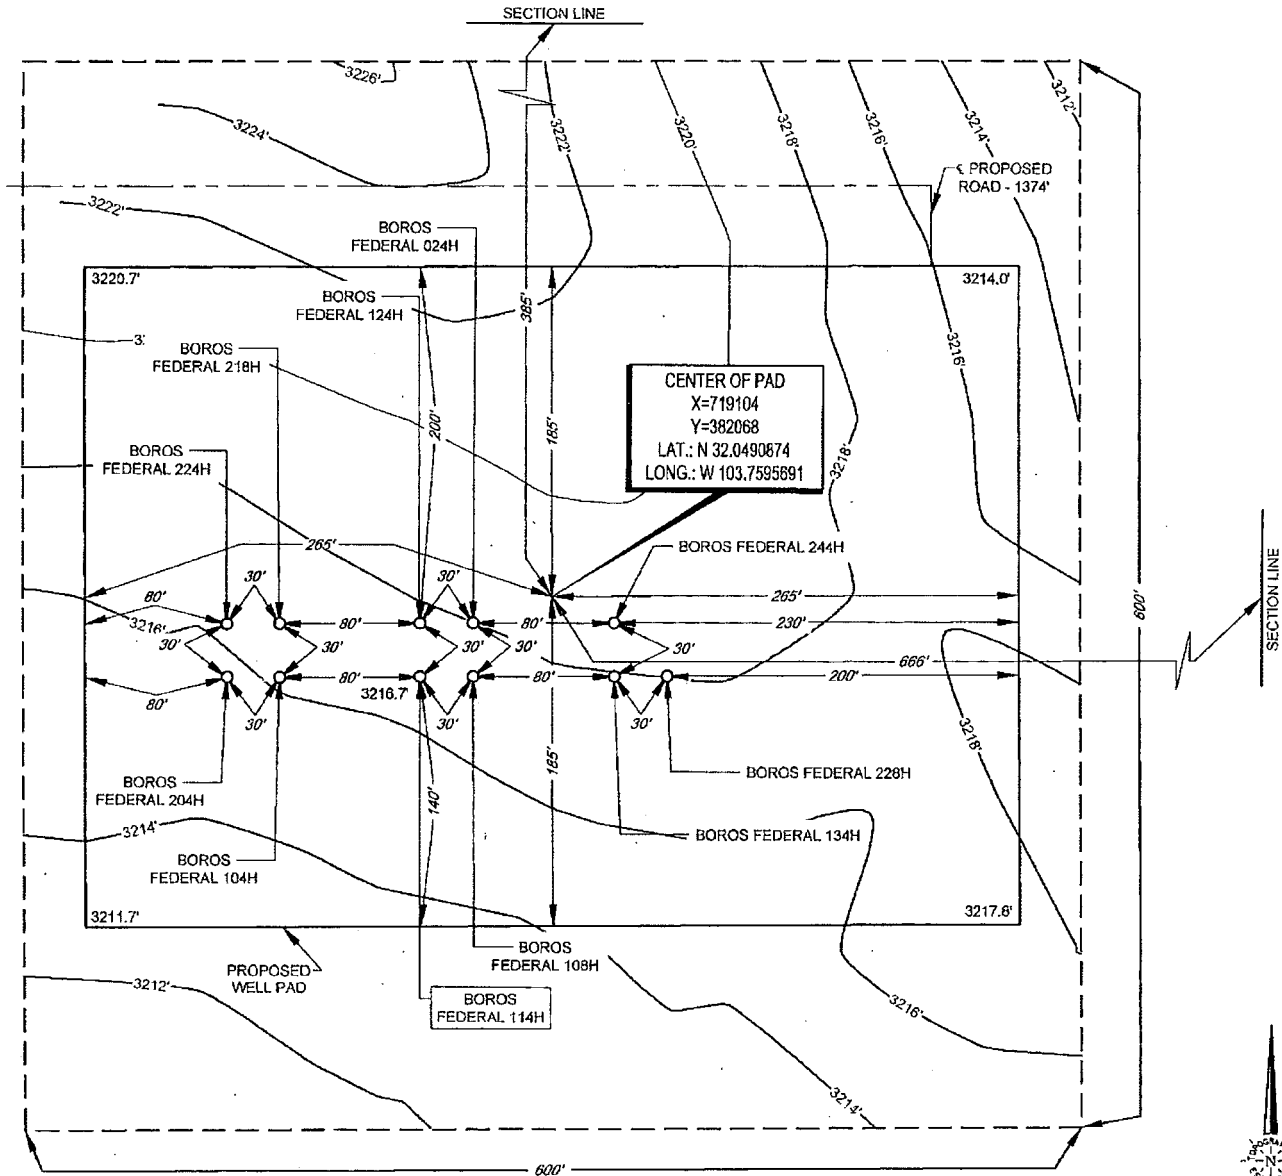 SECTION LINE
3226'
3224'
3222'
3220'
3218'
3216'
3214'
3212'
℄ PROPOSED
ROAD - 1374'
3222'
BOROS
FEDERAL 024H
3220.7'
3214.0'
BOROS
FEDERAL 124H
385'
3216'
BOROS
FEDERAL 218H
CENTER OF PAD
X=719104
Y=382068
LAT.: N 32.0490874
LONG.: W 103.7595691
200'
185'
BOROS
FEDERAL 224H
3218'
265'
BOROS FEDERAL 244H
SECTION LINE
30'
30'
80'
265'
600'
3216'
80'
80'
230'
30'
30'
30'
30'
30'
666'
80'
80'
3216.7'
80'
200'
30'
30'
30'
3218'
185'
BOROS
FEDERAL 204H
140'
BOROS FEDERAL 228H
3214'
BOROS FEDERAL 134H
BOROS
FEDERAL 104H
3211.7'
3217.6'
BOROS
FEDERAL 108H
PROPOSED
WELL PAD
3212'
BOROS
FEDERAL 114H
3216'
3214'
600'
N